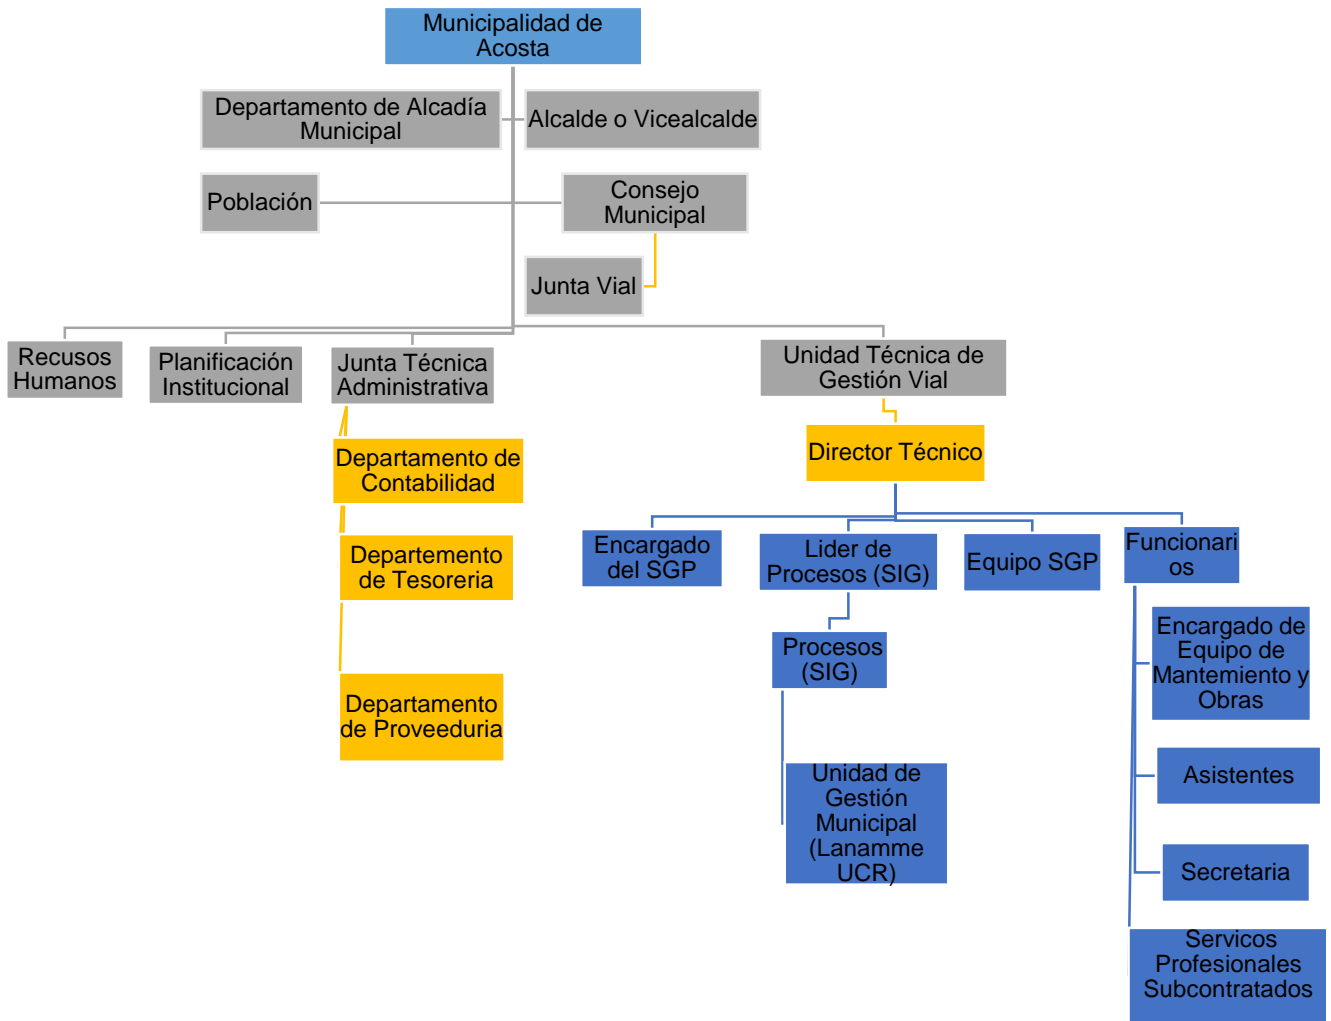 Municipalidad de
Acosta
Departamento de Alcadía
Municipal
Alcalde o Vicealcalde
Población
Consejo
Municipal
Junta Vial
Recusos
Humanos
Planificación
Institucional
Junta Técnica
Administrativa
Unidad Técnica de
Gestión Vial
Departamento de
Contabilidad
Departemento
de Tesoreria
Departamento
de Proveeduria
Director Técnico
Encargado
del SGP
Lider de
Procesos (SIG)
Equipo SGP
Funcionari
os
Procesos
(SIG)
Unidad de
Gestión
Municipal
(Lanamme
UCR)
Encargado de
Equipo de
Mantemiento y
Obras
Asistentes
Secretaria
Servicos
Profesionales
Subcontratados